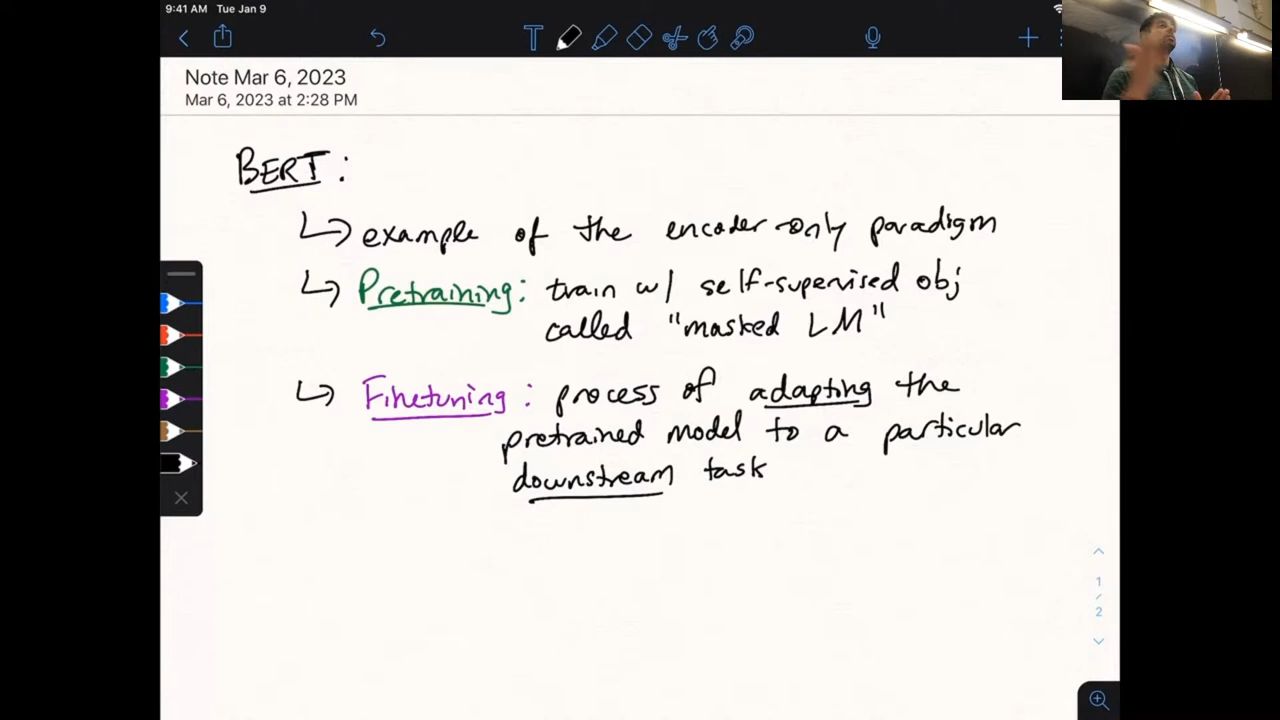 9:41 AM Tue Jan 9
Note Mar 6, 2023
Mar 6, 2023 at 2:28 PM
BERT:
↳ example of the encoder-only paradigm
↳ Pretraining: train w/ self-supervised obj
called "masked LM"
↳ Finetuning: process of adapting the
pretrained model to a particular
downstream task
1
/
2